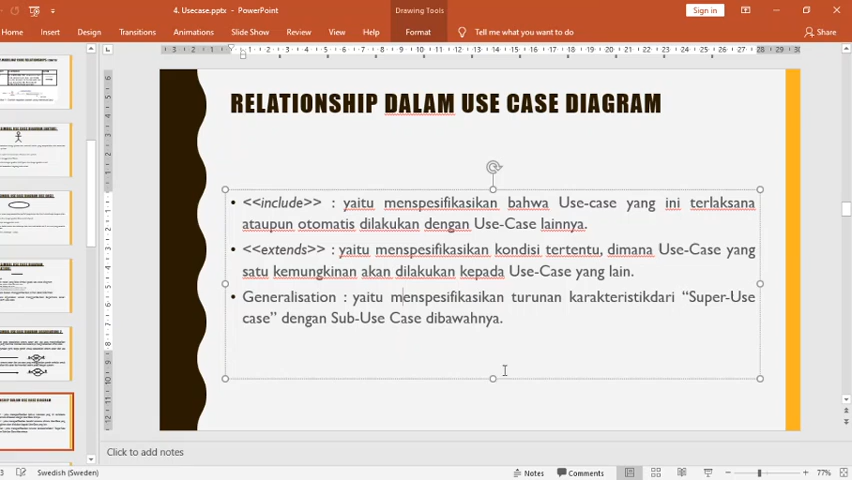 4. Usecase.pptx - PowerPoint
Drawing Tools
Sign in
Home Insert Design Transitions Animations Slide Show Review View Help Format Tell me what you want to do Share
RELATIONSHIP DALAM USE CASE DIAGRAM
• <<include>> : yaitu menspesifikasikan bahwa Use-case yang ini terlaksana
ataupun otomatis dilakukan dengan Use-Case lainnya.
• <<extends>> : yaitu menspesifikasikan kondisi tertentu, dimana Use-Case yang
satu kemungkinan akan dilakukan kepada Use-Case yang lain.
• Generalisation : yaitu menspesifikasikan turunan karakteristikdari “Super-Use
case” dengan Sub-Use Case dibawahnya.
Click to add notes
Swedish (Sweden) Notes Comments 77%